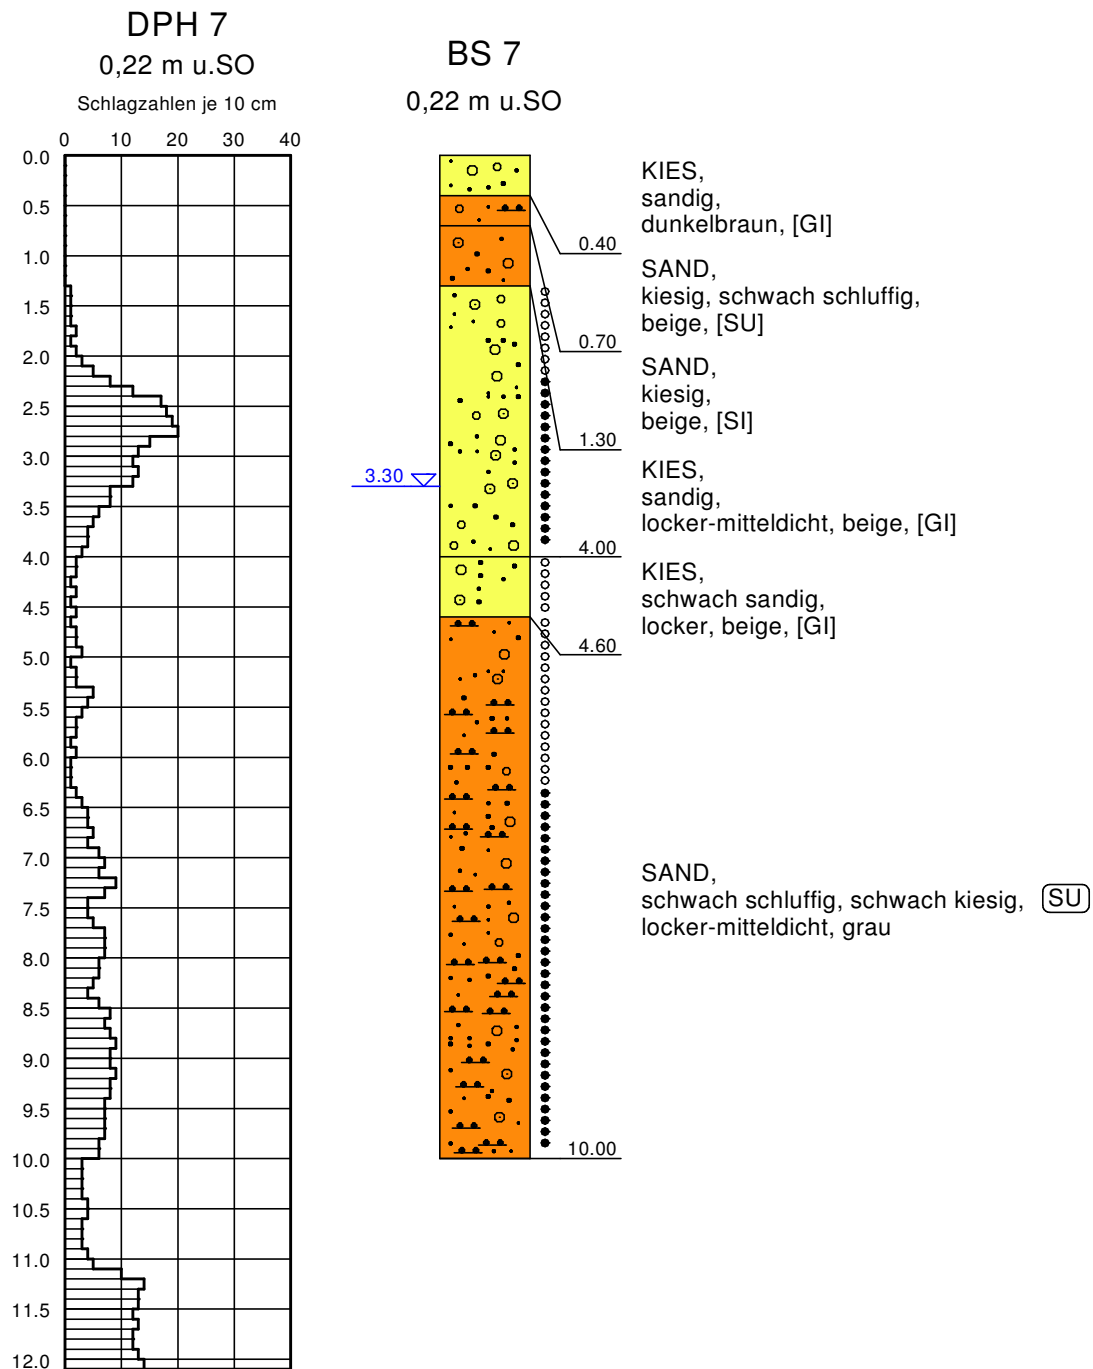 DPH 7
0,22 m u.SO
Schlagzahlen je 10 cm
0 10 20 30 40
0.0
0.5
1.0
1.5
2.0
2.5
3.0
3.5
4.0
4.5
5.0
5.5
6.0
6.5
7.0
7.5
8.0
8.5
9.0
9.5
10.0
10.5
11.0
11.5
12.0
BS 7
0,22 m u.SO
3.30
KIES,
sandig,
dunkelbraun, [GI]
0.40
SAND,
kiesig, schwach schluffig,
beige, [SU]
0.70
SAND,
kiesig,
beige, [SI]
1.30
KIES,
sandig,
locker-mitteldicht, beige, [GI]
4.00
KIES,
schwach sandig,
locker, beige, [GI]
4.60
SAND,
schwach schluffig, schwach kiesig, SU
locker-mitteldicht, grau
10.00